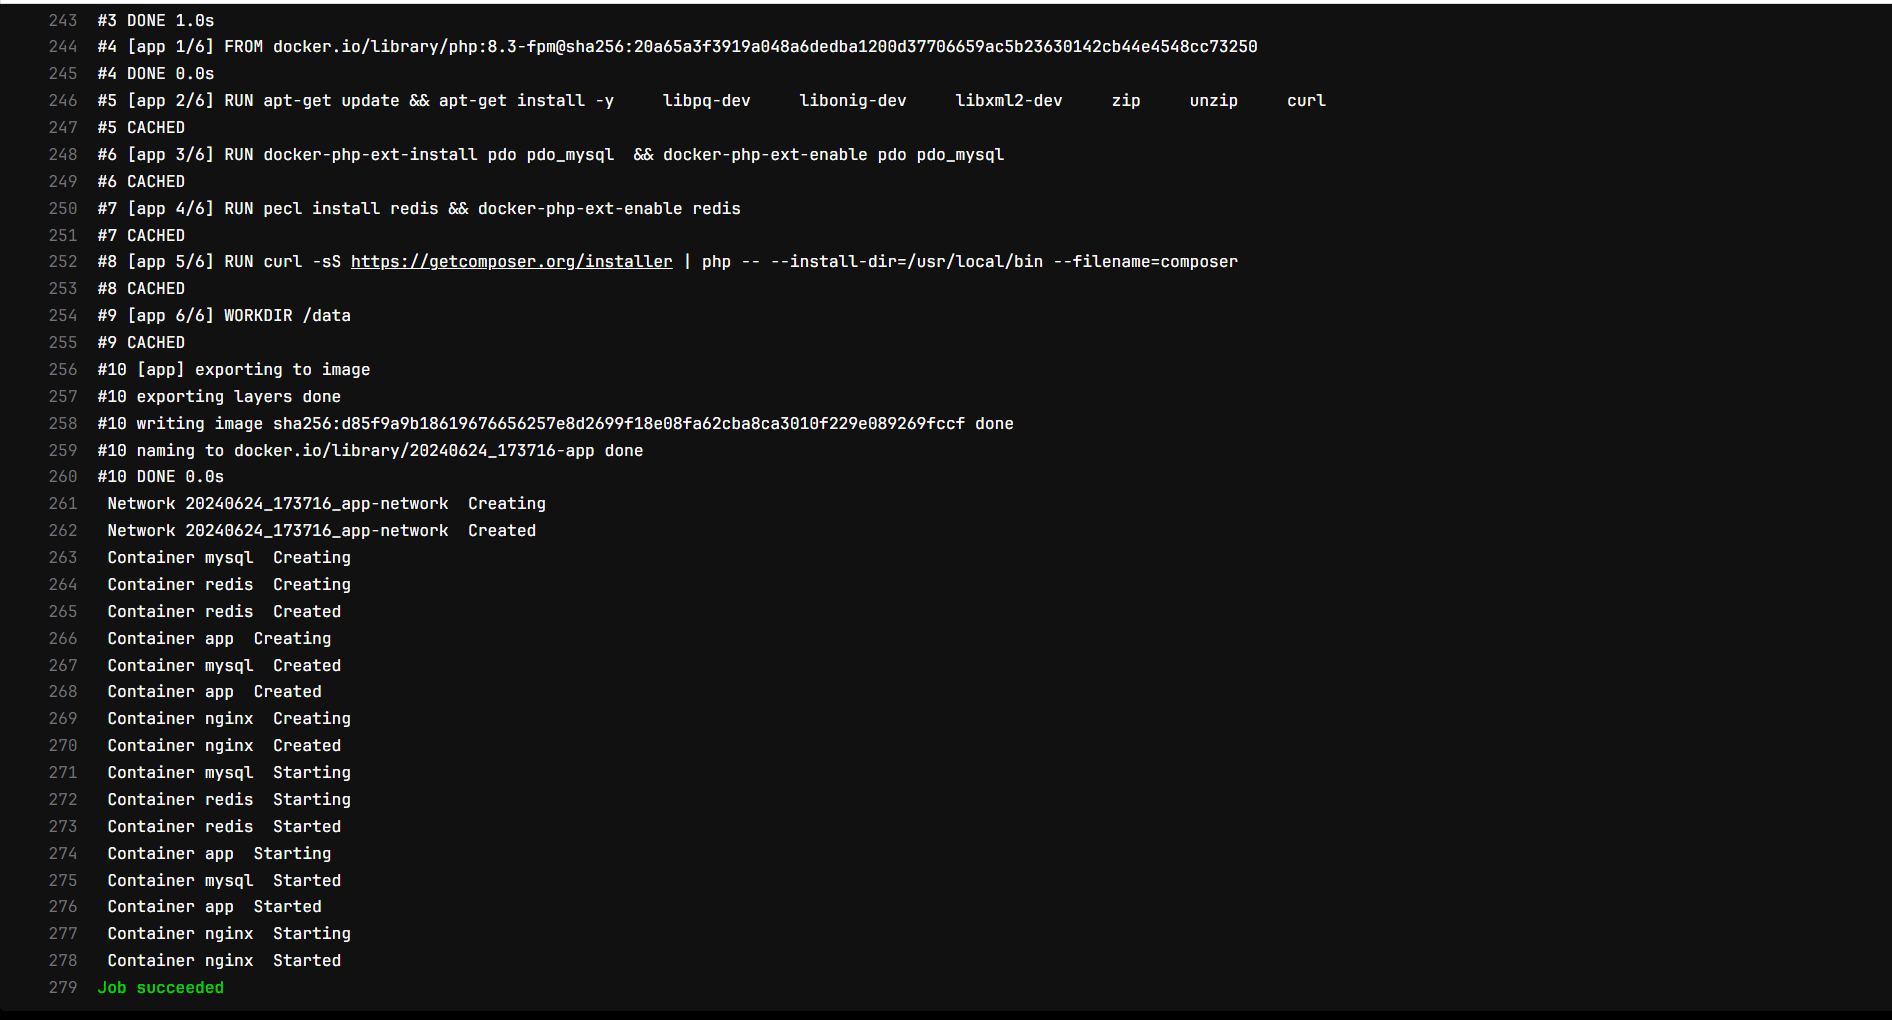 243 #3 DONE 1.0s
244 #4 [app 1/6] FROM docker.io/library/php:8.3-fpm@sha256:20a65a3f3919a048a6dedba1200d37706659ac5b23630142cb44e4548cc73250
245 #4 DONE 0.0s
246 #5 [app 2/6] RUN apt-get update && apt-get install -y     libpq-dev     libonig-dev     libxml2-dev     zip     unzip     curl
247 #5 CACHED
248 #6 [app 3/6] RUN docker-php-ext-install pdo pdo_mysql  && docker-php-ext-enable pdo pdo_mysql
249 #6 CACHED
250 #7 [app 4/6] RUN pecl install redis && docker-php-ext-enable redis
251 #7 CACHED
252 #8 [app 5/6] RUN curl -sS https://getcomposer.org/installer | php -- --install-dir=/usr/local/bin --filename=composer
253 #8 CACHED
254 #9 [app 6/6] WORKDIR /data
255 #9 CACHED
256 #10 [app] exporting to image
257 #10 exporting layers done
258 #10 writing image sha256:d85f9a9b18619676656257e8d2699f18e08fa62cba8ca3010f229e089269fccf done
259 #10 naming to docker.io/library/20240624_173716-app done
260 #10 DONE 0.0s
261  Network 20240624_173716_app-network  Creating
262  Network 20240624_173716_app-network  Created
263  Container mysql  Creating
264  Container redis  Creating
265  Container redis  Created
266  Container app  Creating
267  Container mysql  Created
268  Container app  Created
269  Container nginx  Creating
270  Container nginx  Created
271  Container mysql  Starting
272  Container redis  Starting
273  Container redis  Started
274  Container app  Starting
275  Container mysql  Started
276  Container app  Started
277  Container nginx  Starting
278  Container nginx  Started
279 Job succeeded